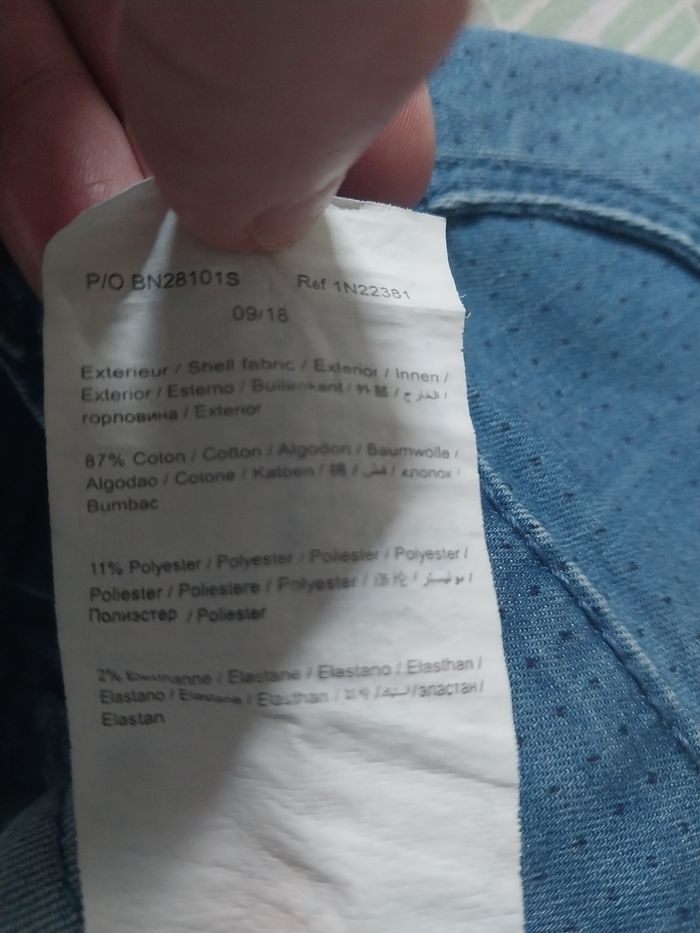 P/O BN28101S Réf 1N22381
09/18
Exterieur / Shell fabric / Exterior / Innen /
Exterior / Esterno / Buitenkant / 外 / الخارج /
горловина / Exterior
87% Coton / Cotton / Algodon / Baumwolle /
Algodao / Cotone / Katoen / 棉 / قطن / хлопок /
Bumbac
11% Polyester / Polyester / Poliester / Polyester /
Poliester / Poliestere / Polyester / 涤纶 / بوليستر /
Полиэстер / Poliester
2% Elasthanne / Elastane / Elastano / Elasthan /
Elastano / Elastane / Elasthan / / /эластан/
Elastan